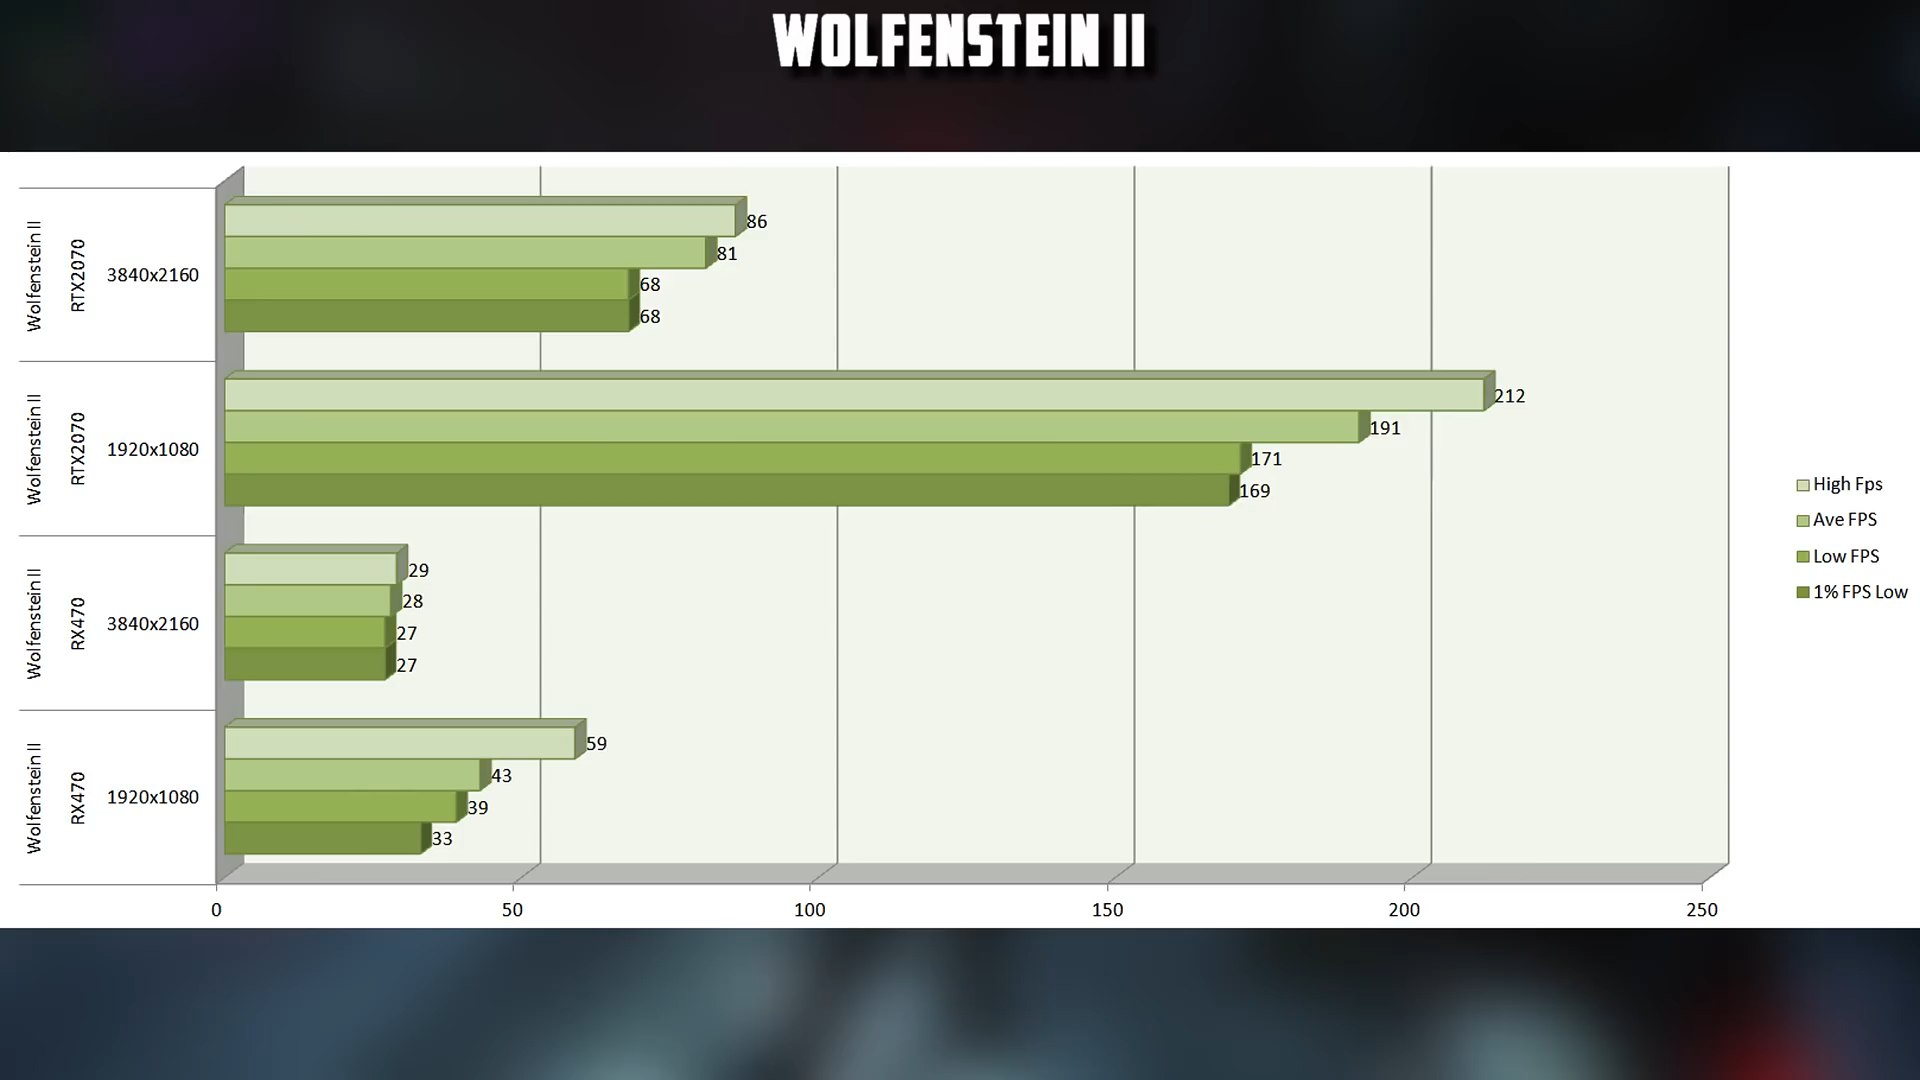 WOLFENSTEIN II
Wolfenstein II
RTX2070
3840x2160
86
81
68
68
Wolfenstein II
RTX2070
1920x1080
212
191
171
169
Wolfenstein II
RX470
3840x2160
29
28
27
27
Wolfenstein II
RX470
1920x1080
59
43
39
33
0 50 100 150 200 250
High Fps
Ave FPS
Low FPS
1% FPS Low